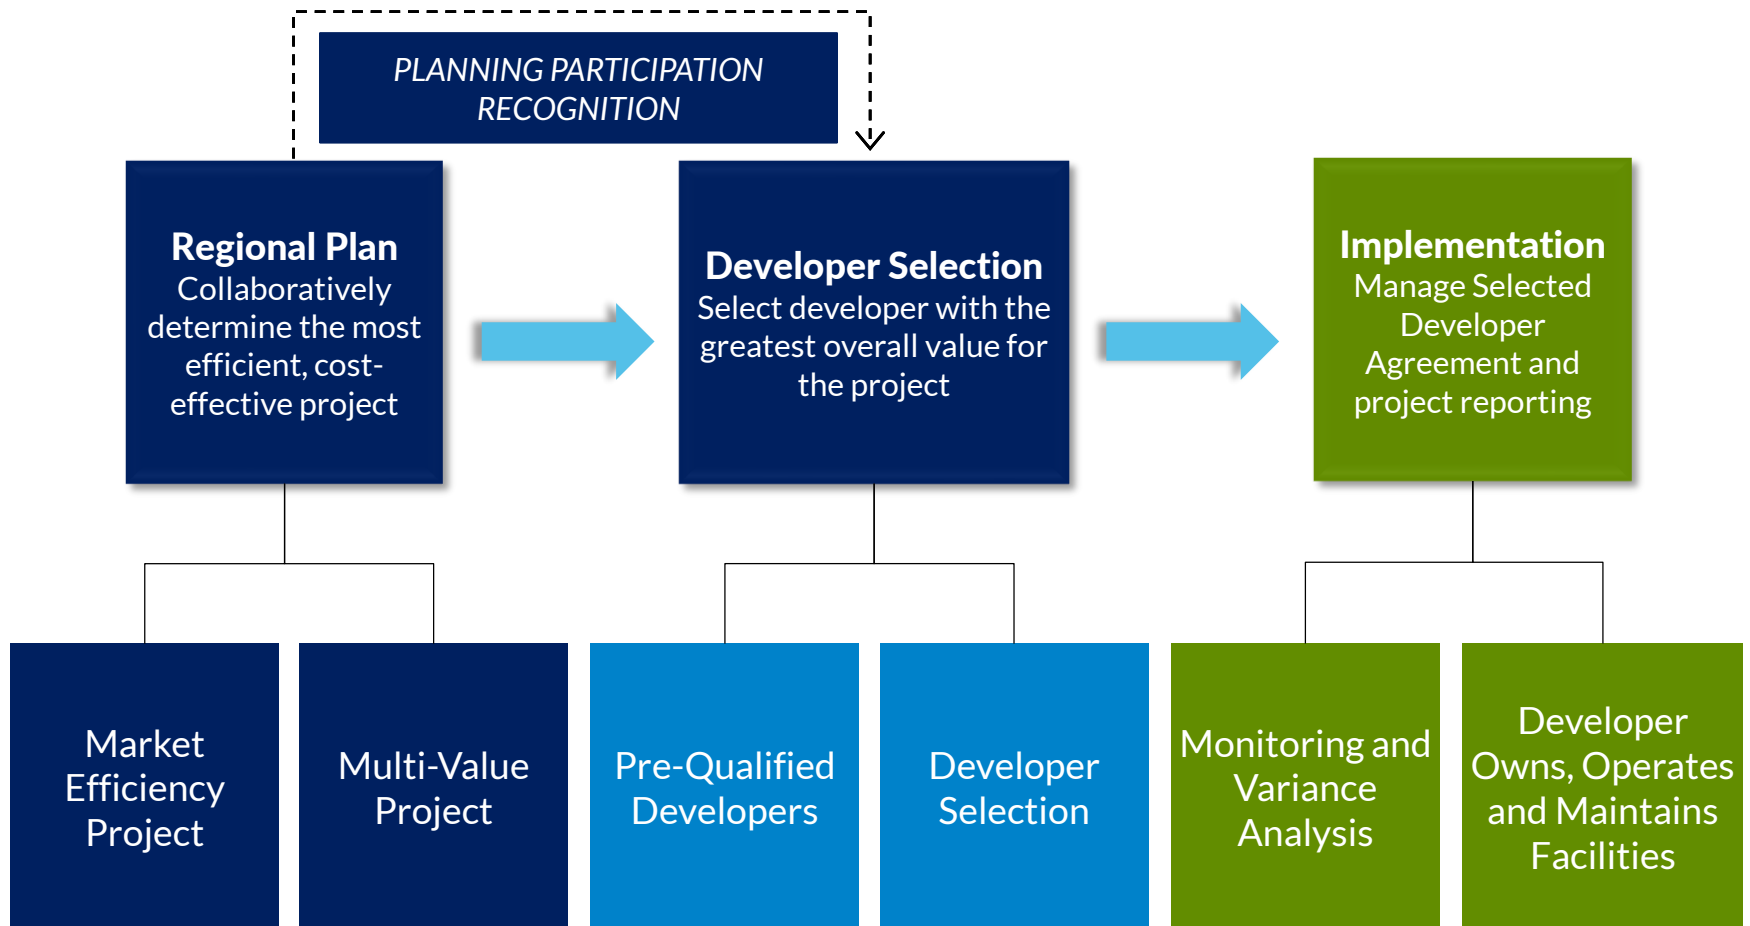 PLANNING PARTICIPATION
RECOGNITION
Regional Plan
Collaboratively
determine the most
efficient, cost-
effective project
Developer Selection
Select developer with the
greatest overall value for
the project
Implementation
Manage Selected
Developer
Agreement and
project reporting
Market
Efficiency
Project
Multi-Value
Project
Pre-Qualified
Developers
Developer
Selection
Monitoring and
Variance
Analysis
Developer
Owns, Operates
and Maintains
Facilities